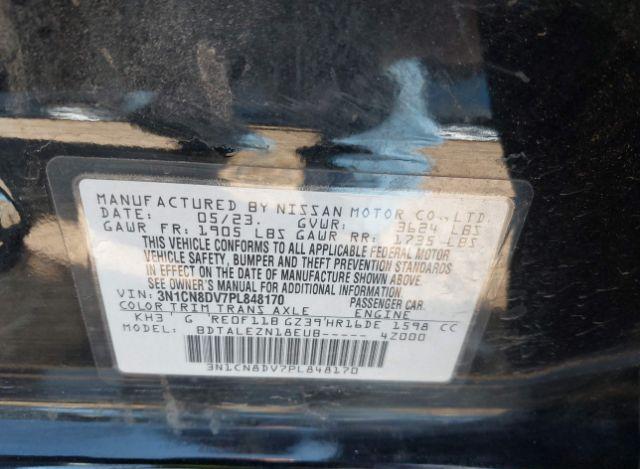 MANUFACTURED BY NISSAN MOTOR CO., LTD.
DATE: 05/23. GVWR: 3624 LBS
GAWR FR: 1905 LBS GAWR RR: 1735 LBS
THIS VEHICLE CONFORMS TO ALL APPLICABLE FEDERAL MOTOR
VEHICLE SAFETY, BUMPER AND THEFT PREVENTION STANDARDS
IN EFFECT ON THE DATE OF MANUFACTURE SHOWN ABOVE.
SEE OWNER'S MANUAL FOR ADDITIONAL INFORMATION.
VIN: 3N1CN8DV7PL848170 PASSENGER CAR.
COLOR TRIM TRANS AXLE ENGINE
KH3 G RE0F11B GZ39 HR16DE 1598 CC
MODEL: BDTALEZN18EUB----- 4Z000
3N1CN8DV7PL848170